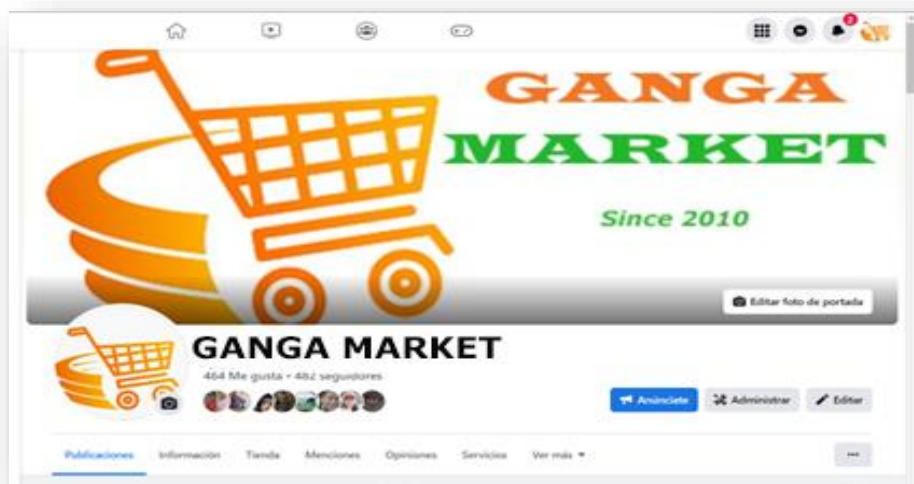 2
GANGA
MARKET
Since 2010
Editar foto de portada
GANGA MARKET
464 Me gusta • 482 seguidores
Anúnciate
Administrar
Editar
Publicaciones
Información
Tienda
Menciones
Opiniones
Servicios
Ver más